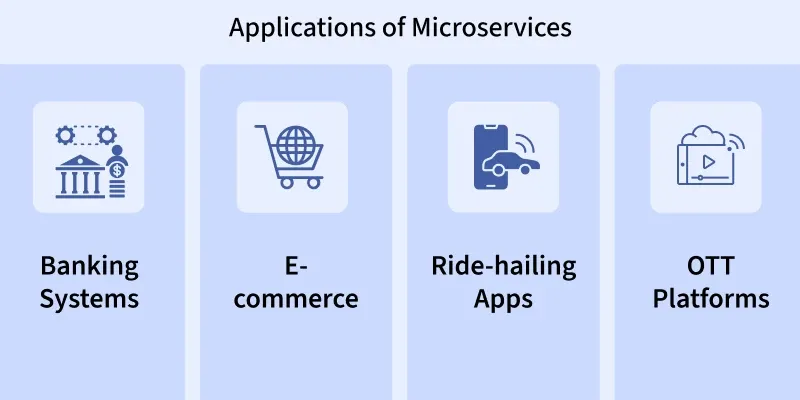 Applications of Microservices
Banking
Systems
E-
commerce
Ride-hailing
Apps
OTT
Platforms
$